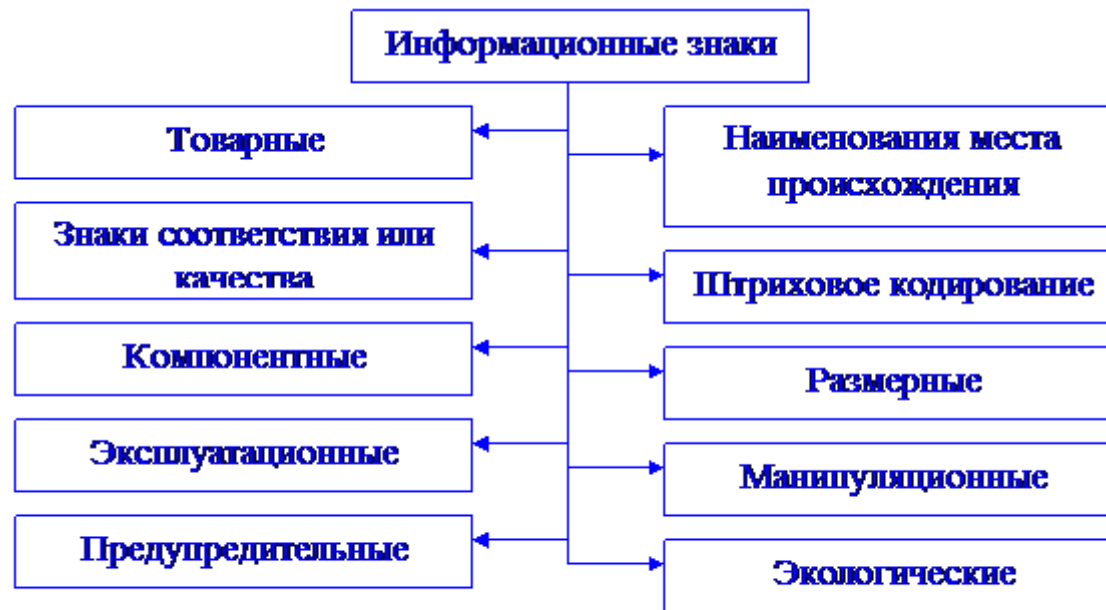 Информационные знаки
Товарные
Наименования места
происхождения
Знаки соответствия или
качества
Штриховое кодирование
Компонентные
Размерные
Эксплуатационные
Манипуляционные
Предупредительные
Экологические